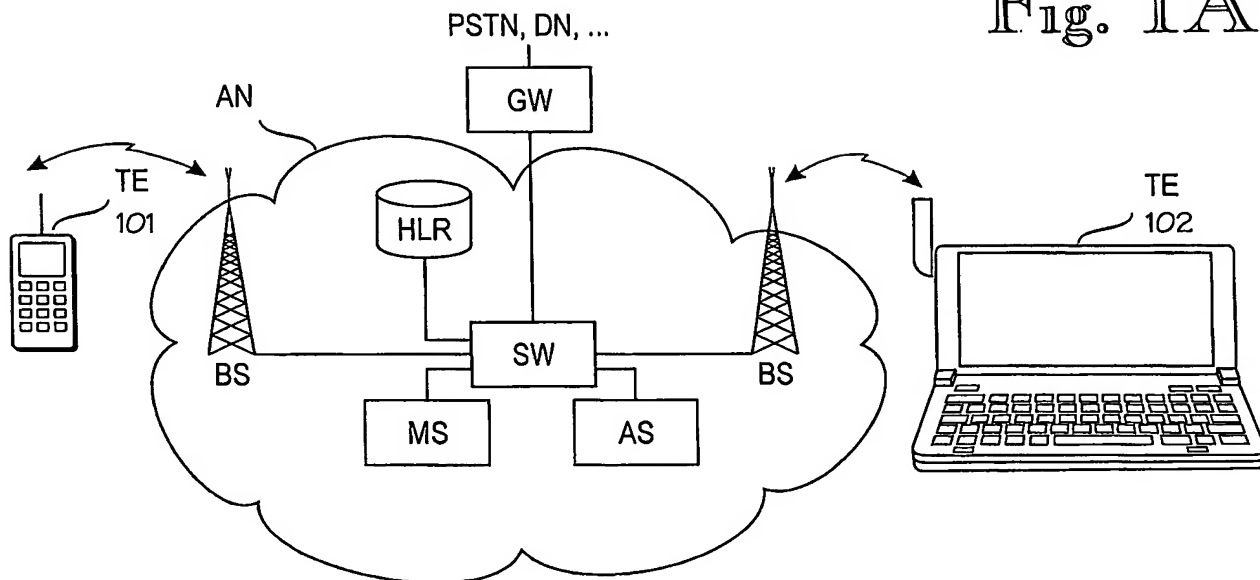 Fig. 1A
PSTN, DN, ...
GW
AN
TE
101
HLR
TE
102
SW
BS
BS
MS
AS